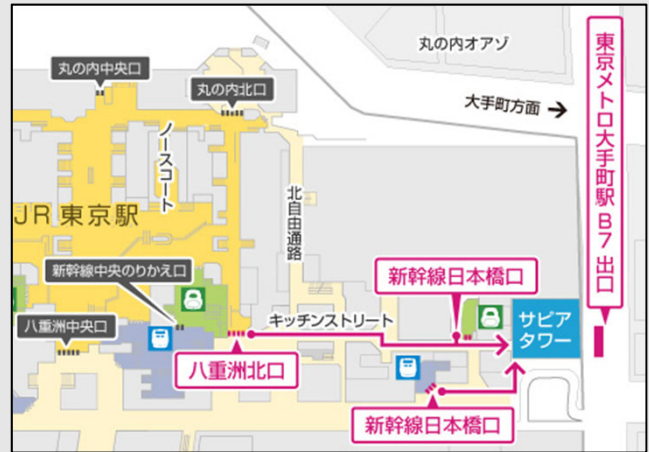 丸の内オアゾ
丸の内中央口
丸の内北口
大手町方面
東京メトロ大手町駅 B7 出口
ノースコート
JR 東京駅
北自由通路
新幹線中央のりかえ口
新幹線日本橋口
八重洲中央口
キッチンストリート
サピア
タワー
八重洲北口
新幹線日本橋口